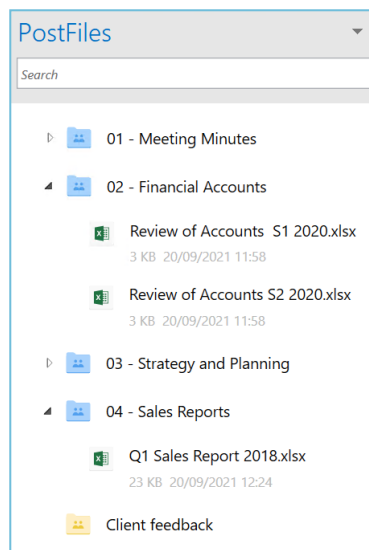 PostFiles
Search
01 - Meeting Minutes
02 - Financial Accounts
Review of Accounts  S1 2020.xlsx
3 KB  20/09/2021 11:58
Review of Accounts S2 2020.xlsx
3 KB  20/09/2021 11:58
03 - Strategy and Planning
04 - Sales Reports
Q1 Sales Report 2018.xlsx
23 KB  20/09/2021 12:24
Client feedback